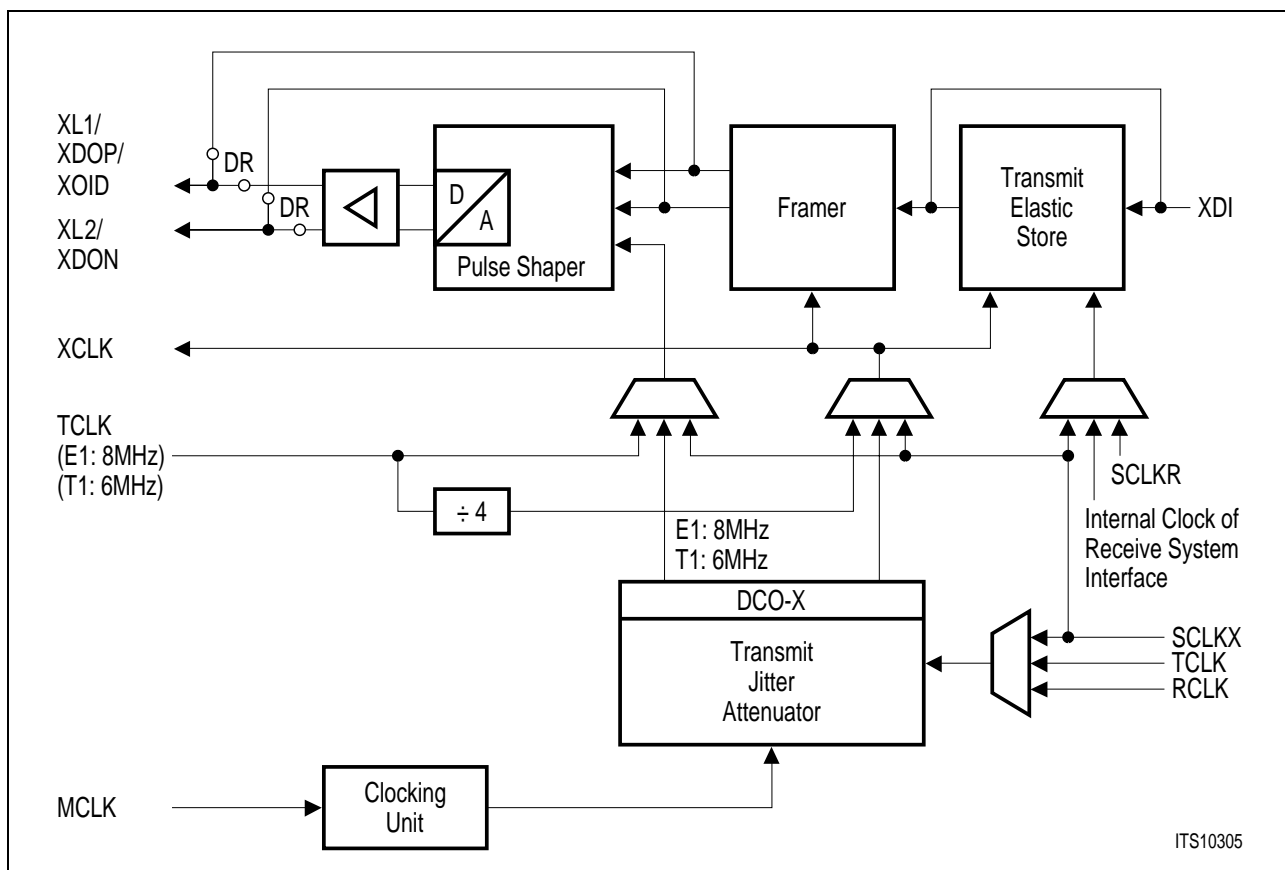 XL1/
XDOP/
XOID
DR
XL2/
XDON
DR
D
A
Pulse Shaper
Framer
Transmit
Elastic
Store
XDI
XCLK
TCLK
(E1: 8MHz)
(T1: 6MHz)
÷ 4
E1: 8MHz
T1: 6MHz
SCLKR
Internal Clock of
Receive System
Interface
DCO-X
Transmit
Jitter
Attenuator
SCLKX
TCLK
RCLK
MCLK
Clocking
Unit
ITS10305